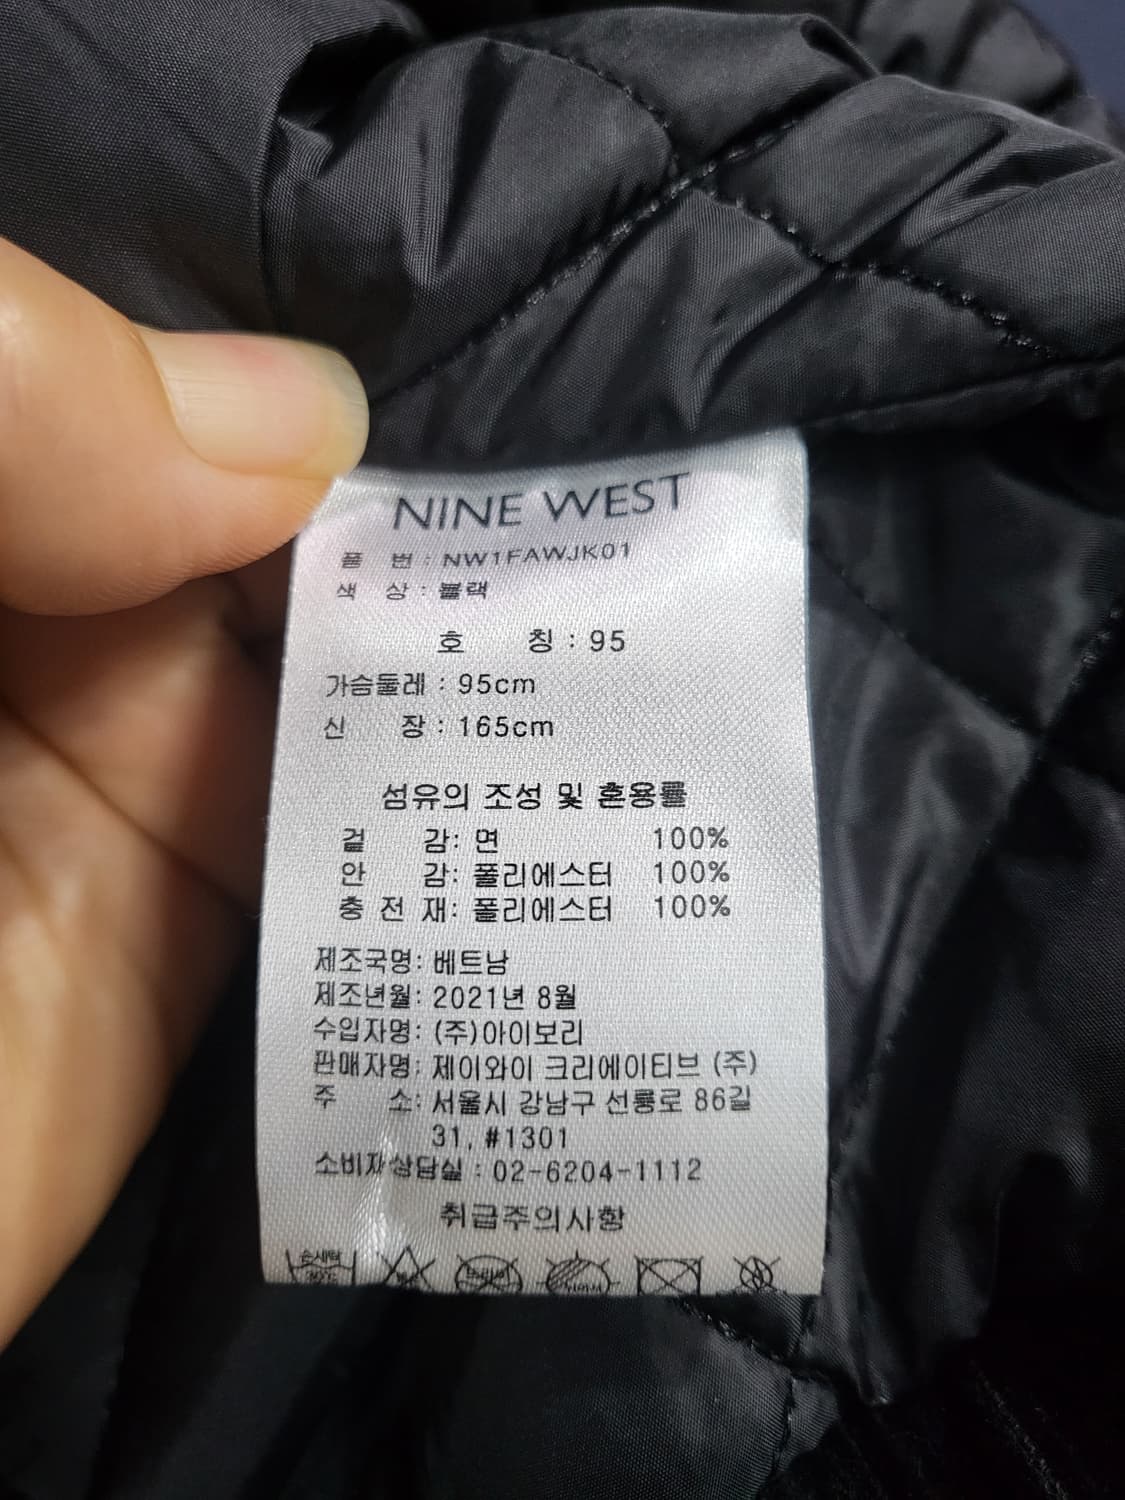 NINE WEST
품 번 : NW1FAWJK01
색 상 : 블랙
호 칭 : 95
가슴둘레 : 95cm
신 장 : 165cm
섬유의 조성 및 혼용률
겉 감: 면 100%
안 감: 폴리에스터 100%
충 전 재: 폴리에스터 100%
제조국명: 베트남
제조년월: 2021년 8월
수입자명: (주)아이보리
판매자명: 제이와이 크리에이티브 (주)
주 소: 서울시 강남구 선릉로 86길
31, #1301
소비자상담실 : 02-6204-1112
취급주의사항
손세탁
30℃